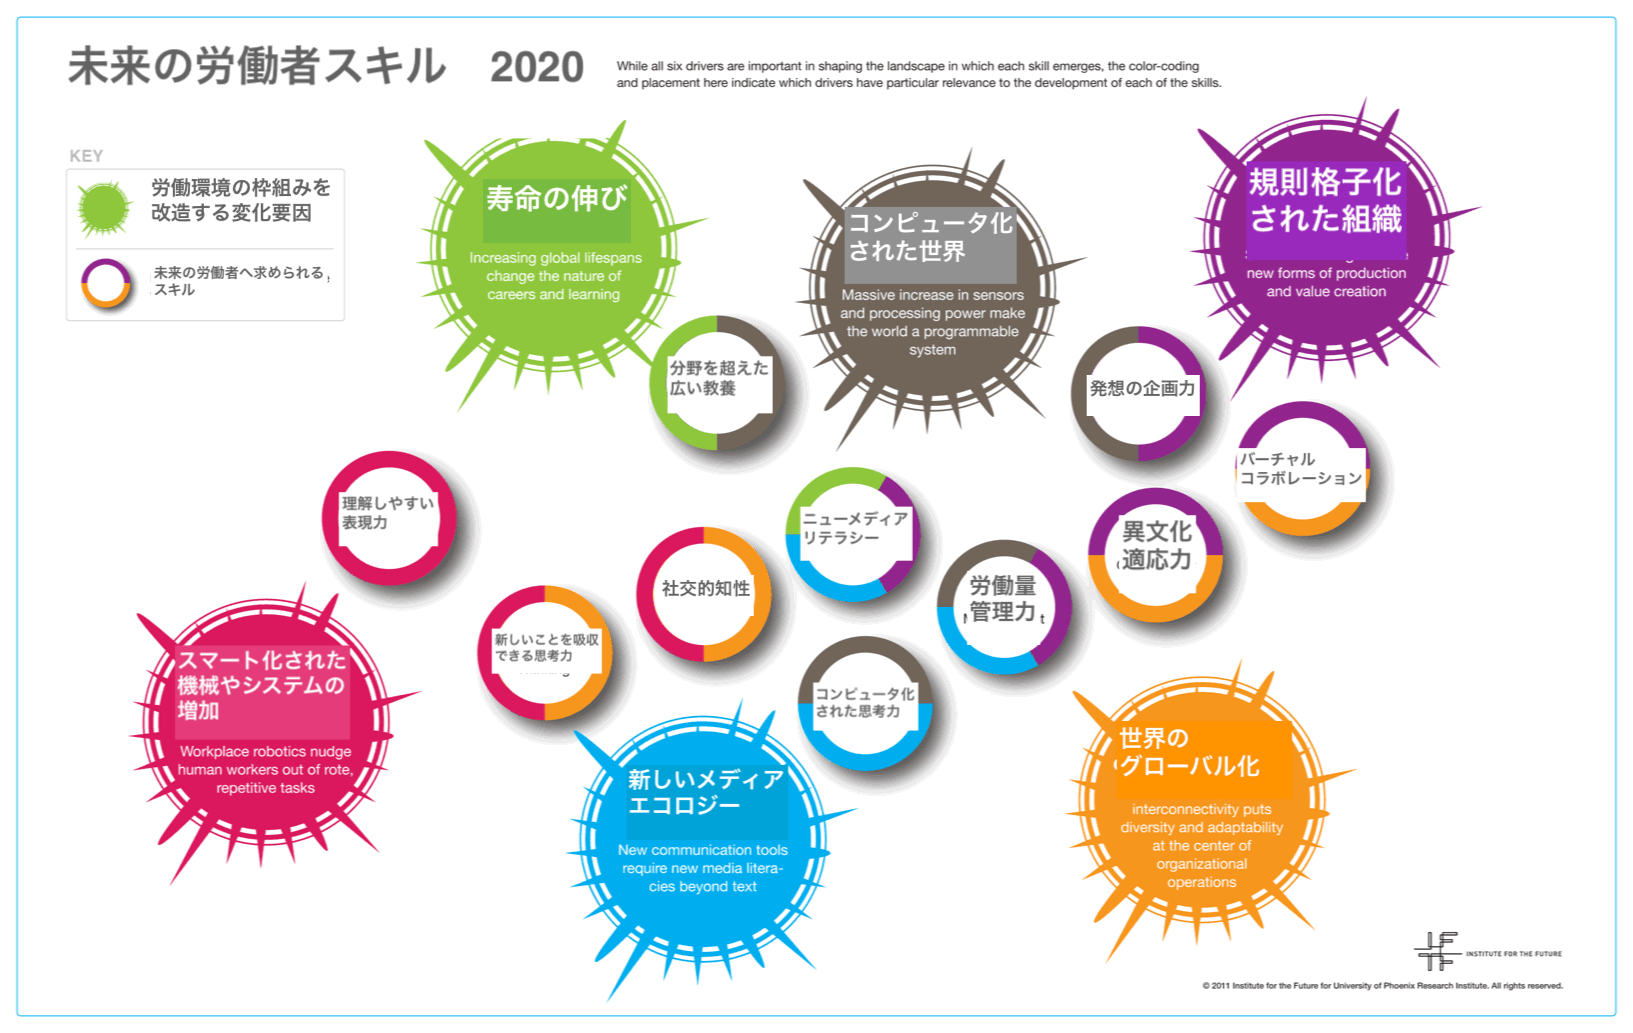 未来の労働者スキル 2020
While all six drivers are important in shaping the landscape in which each skill emerges, the color-coding
and placement here indicate which drivers have particular relevance to the development of each of the skills.
KEY
労働環境の枠組みを
改造する変化要因
未来の労働者へ求められる
スキル
寿命の伸び
Increasing global lifespans
change the nature of
careers and learning
コンピュータ化
された世界
Massive increase in sensors
and processing power make
the world a programmable
system
規則格子化
された組織
new forms of production
and value creation
分野を超えた
広い教養
発想の企画力
バーチャル
コラボレーション
理解しやすい
表現力
ニューメディア
リテラシー
異文化
適応力
社交的知性
労働量
管理力
新しいことを吸収
できる思考力
コンピュータ化
された思考力
スマート化された
機械やシステムの
増加
Workplace robotics nudge
human workers out of rote,
repetitive tasks
新しいメディア
エコロジー
New communication tools
require new media litera-
cies beyond text
世界の
グローバル化
interconnectivity puts
diversity and adaptability
at the center of
organizational
operations
INSTITUTE FOR THE FUTURE
© 2011 Institute for the Future for University of Phoenix Research Institute. All rights reserved.